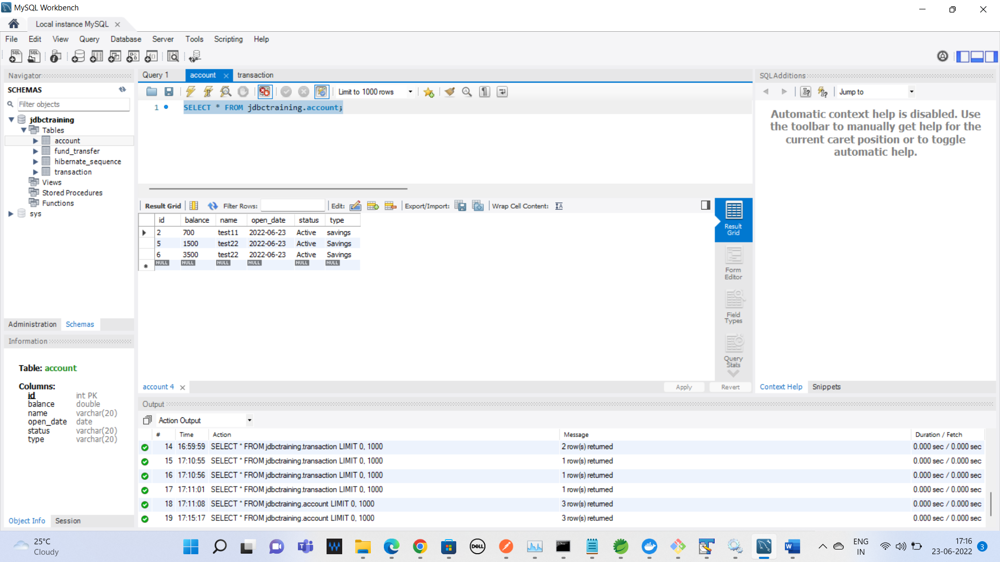 MySQL Workbench
Local instance MySQL
File Edit View Query Database Server Tools Scripting Help
Navigator
SCHEMAS
Filter objects
jdbctraining
Tables
account
fund_transfer
hibernate_sequence
transaction
Views
Stored Procedures
Functions
sys
Administration Schemas
Information
Table: account
Columns:
id int PK
balance double
name varchar(20)
open_date date
status varchar(20)
type varchar(20)
Object Info Session
Query 1 account transaction
Limit to 1000 rows
1 SELECT * FROM jdbctraining.account;
Result Grid Filter Rows: Edit: Export/Import: Wrap Cell Content:
id balance name open_date status type
2 700 test11 2022-06-23 Active savings
5 1500 test22 2022-06-23 Active Savings
6 3500 test22 2022-06-23 Active Savings
NULL NULL NULL NULL NULL NULL
Result
Grid
Form
Editor
Field
Types
Query
Stats
account 4 Apply Revert
SQLAdditions
Jump to
Automatic context help is disabled. Use
the toolbar to manually get help for the
current caret position or to toggle
automatic help.
Context Help Snippets
Output
Action Output
# Time Action Message Duration / Fetch
14 16:59:59 SELECT * FROM jdbctraining.transaction LIMIT 0, 1000 2 row(s) returned 0.000 sec / 0.000 sec
15 17:10:55 SELECT * FROM jdbctraining.transaction LIMIT 0, 1000 1 row(s) returned 0.000 sec / 0.000 sec
16 17:10:56 SELECT * FROM jdbctraining.transaction LIMIT 0, 1000 1 row(s) returned 0.000 sec / 0.000 sec
17 17:11:01 SELECT * FROM jdbctraining.transaction LIMIT 0, 1000 1 row(s) returned 0.000 sec / 0.000 sec
18 17:11:08 SELECT * FROM jdbctraining.account LIMIT 0, 1000 3 row(s) returned 0.000 sec / 0.000 sec
19 17:15:17 SELECT * FROM jdbctraining.account LIMIT 0, 1000 3 row(s) returned 0.000 sec / 0.000 sec
25°C
Cloudy
DELL
ENG
IN
17:16
23-06-2022
3